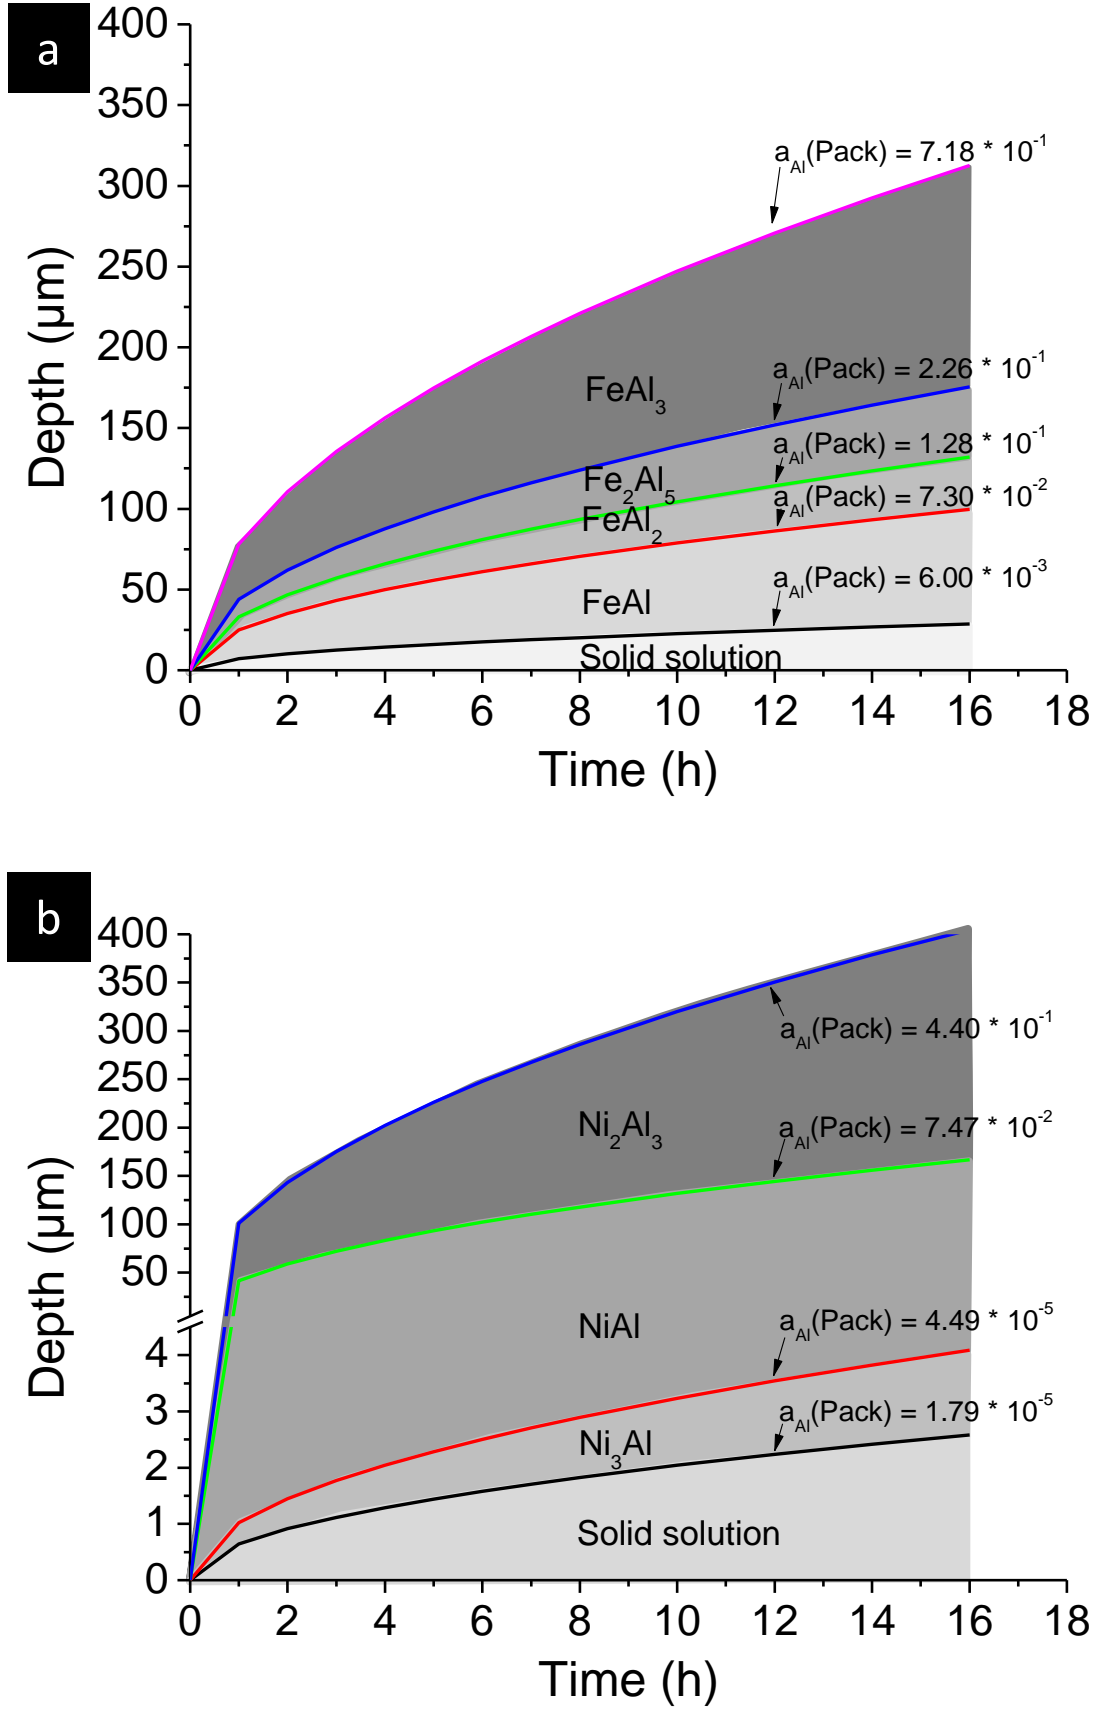 a
400
350
300
250
200
150
100
50
0
Depth (µm)
a_Al(Pack) = 7.18 * 10^-1
a_Al(Pack) = 2.26 * 10^-1
FeAl₃
a_Al(Pack) = 1.28 * 10^-1
Fe₂Al₅
a_Al(Pack) = 7.30 * 10^-2
FeAl₂
a_Al(Pack) = 6.00 * 10^-3
FeAl
Solid solution
0 2 4 6 8 10 12 14 16 18
Time (h)
b
400
350
300
250
200
150
100
50
4
3
2
1
0
Depth (µm)
a_Al(Pack) = 4.40 * 10^-1
Ni₂Al₃
a_Al(Pack) = 7.47 * 10^-2
NiAl
a_Al(Pack) = 4.49 * 10^-5
a_Al(Pack) = 1.79 * 10^-5
Ni₃Al
Solid solution
0 2 4 6 8 10 12 14 16 18
Time (h)